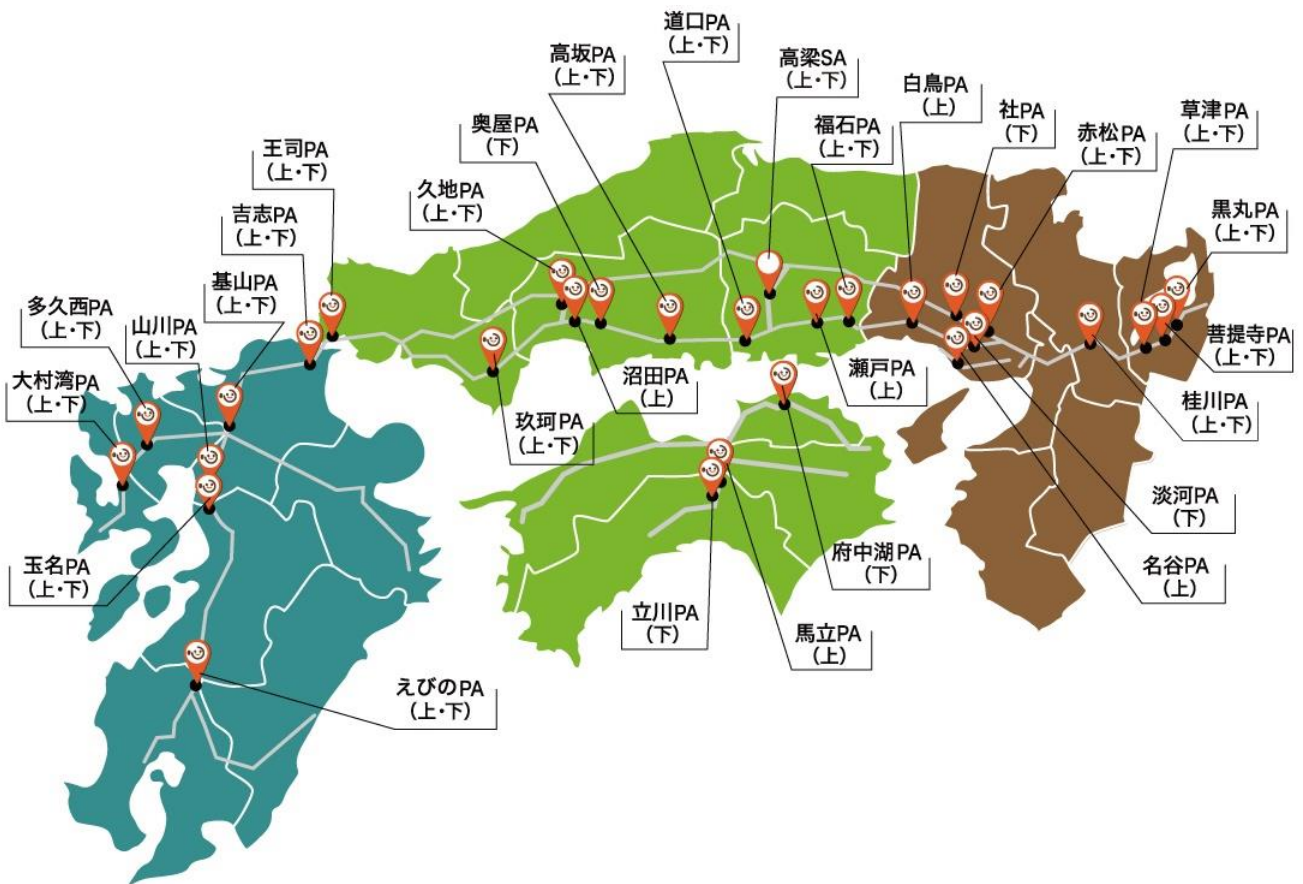 道口PA
(上・下)
高坂PA
(上・下)
高梁SA
(上・下)
白鳥PA
(上)
社PA
(下)
草津PA
(上・下)
奥屋PA
(下)
福石PA
(上・下)
赤松PA
(上・下)
王司PA
(上・下)
久地PA
(上・下)
黒丸PA
(上・下)
吉志PA
(上・下)
基山PA
(上・下)
多久西PA
(上・下)
山川PA
(上・下)
菩提寺PA
(上・下)
大村湾PA
(上・下)
沼田PA
(上)
瀬戸PA
(上)
桂川PA
(上・下)
玖珂PA
(上・下)
淡河PA
(下)
府中湖PA
(下)
名谷PA
(上)
玉名PA
(上・下)
立川PA
(下)
馬立PA
(上)
えびのPA
(上・下)